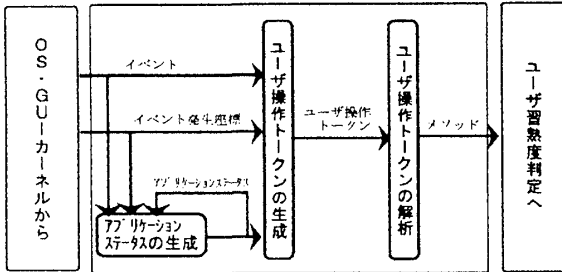 OS・GUIカーネルから
イベント
イベント発生座標
アプリケーションステータス
アプリケーション
ステータスの生成
ユーザ操作トークンの生成
ユーザ操作
トークン
ユーザ操作トークンの解析
メソッド
ユーザ習熟度判定へ